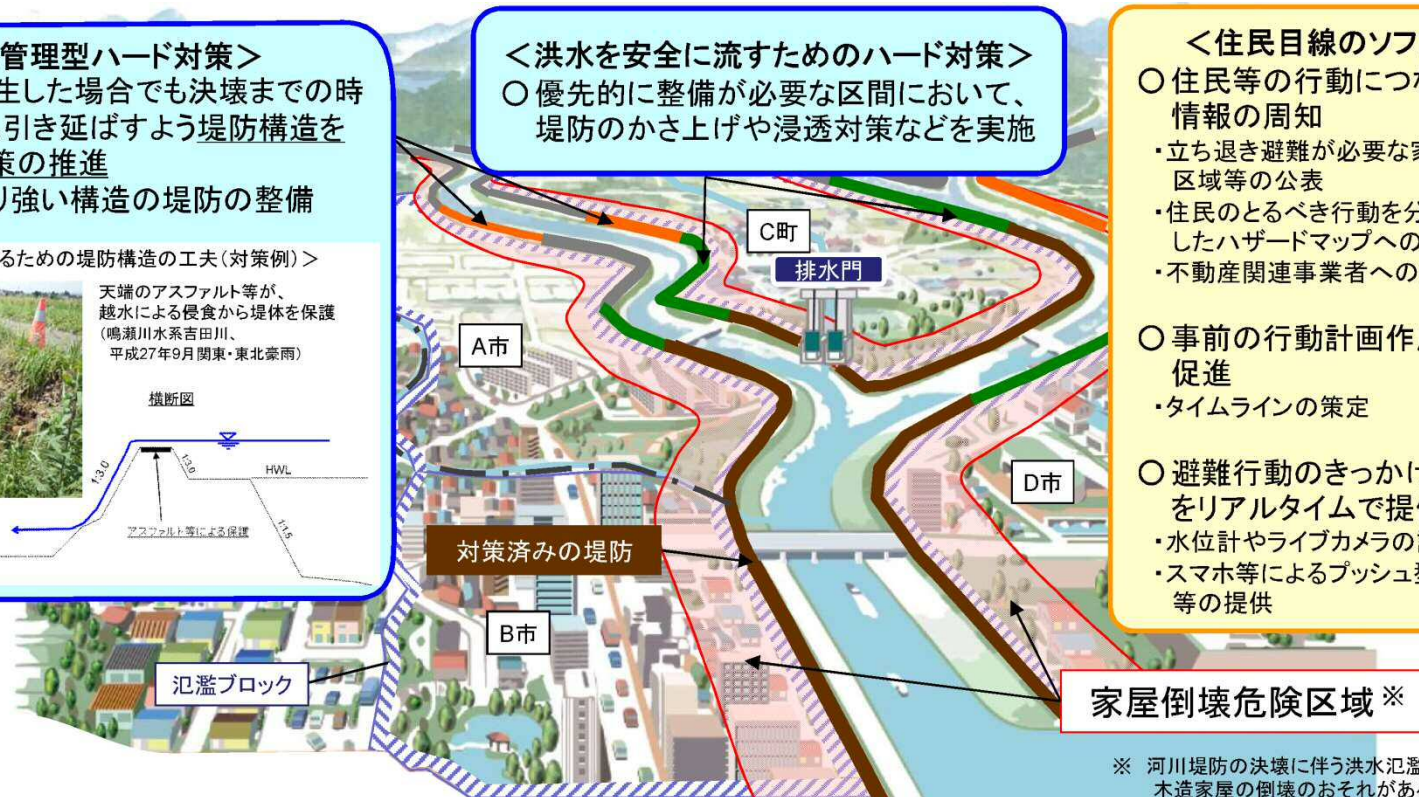 管理型ハード対策＞
生した場合でも決壊までの時
引き延ばすよう堤防構造を
策の推進
り強い構造の堤防の整備
るための堤防構造の工夫(対策例)＞
天端のアスファルト等が、
越水による侵食から堤体を保護
(鳴瀬川水系吉田川、
平成27年9月関東・東北豪雨)
横断図
1:3.0
1:3.0
HWL
1:1.5
アスファルト等による保護
＜洪水を安全に流すためのハード対策＞
○優先的に整備が必要な区間において、
堤防のかさ上げや浸透対策などを実施
＜住民目線のソフ
○住民等の行動につな
情報の周知
・立ち退き避難が必要な家
区域等の公表
・住民のとるべき行動を分
したハザードマップへの
・不動産関連事業者への
○事前の行動計画作
促進
・タイムラインの策定
○避難行動のきっかけ
をリアルタイムで提
・水位計やライブカメラの
・スマホ等によるプッシュ型
等の提供
C町
排水門
A市
D市
対策済みの堤防
B市
氾濫ブロック
家屋倒壊危険区域※
※ 河川堤防の決壊に伴う洪水氾濫
木造家屋の倒壊のおそれがある